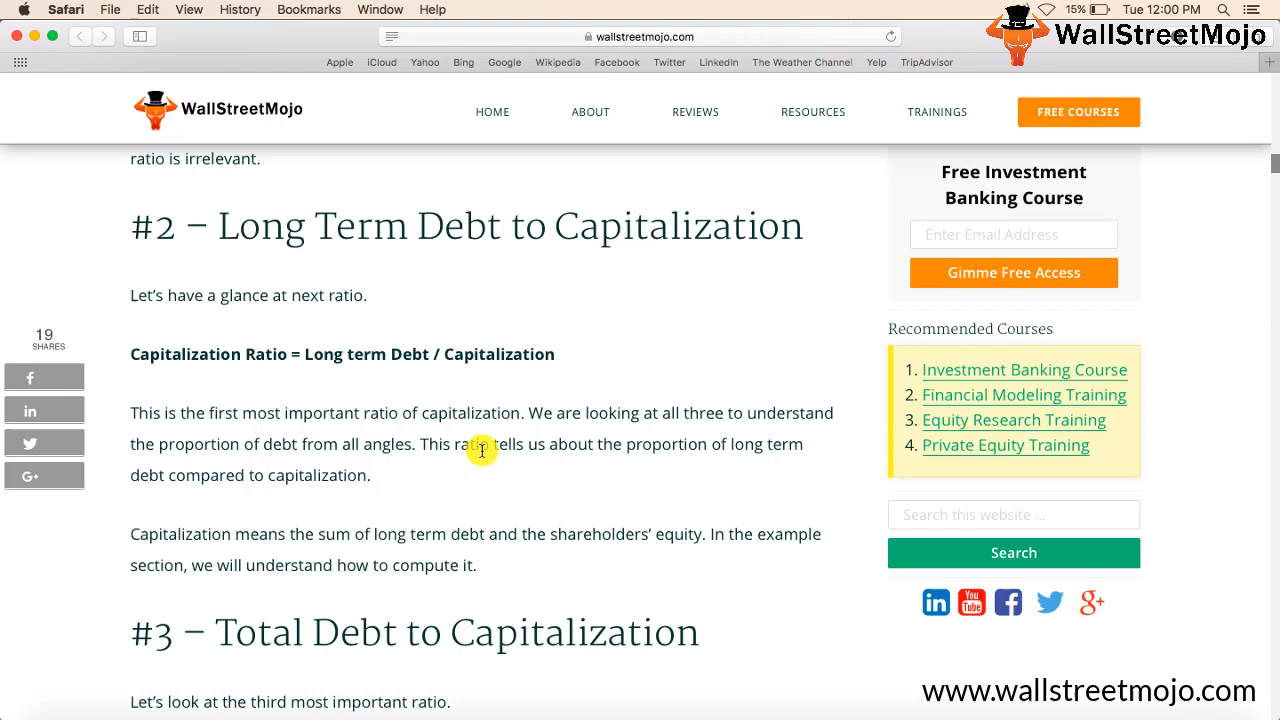 Safari File Edit View History Bookmarks Window Help 15% Tue 12:00 PM
WallStreetMojo
wallstreetmojo.com
Apple iCloud Yahoo Bing Google Wikipedia Facebook Twitter LinkedIn The Weather Channel Yelp TripAdvisor
WallStreetMojo HOME ABOUT REVIEWS RESOURCES TRAININGS FREE COURSES
ratio is irrelevant.
#2 – Long Term Debt to Capitalization
Let's have a glance at next ratio.
Capitalization Ratio = Long term Debt / Capitalization
This is the first most important ratio of capitalization. We are looking at all three to understand
the proportion of debt from all angles. This ratio tells us about the proportion of long term
debt compared to capitalization.
Capitalization means the sum of long term debt and the shareholders' equity. In the example
section, we will understand how to compute it.
#3 – Total Debt to Capitalization
Let's look at the third most important ratio.
19
SHARES
Free Investment
Banking Course
Enter Email Address
Gimme Free Access
Recommended Courses
1. Investment Banking Course
2. Financial Modeling Training
3. Equity Research Training
4. Private Equity Training
Search this website ...
Search
You
Tube
www.wallstreetmojo.com